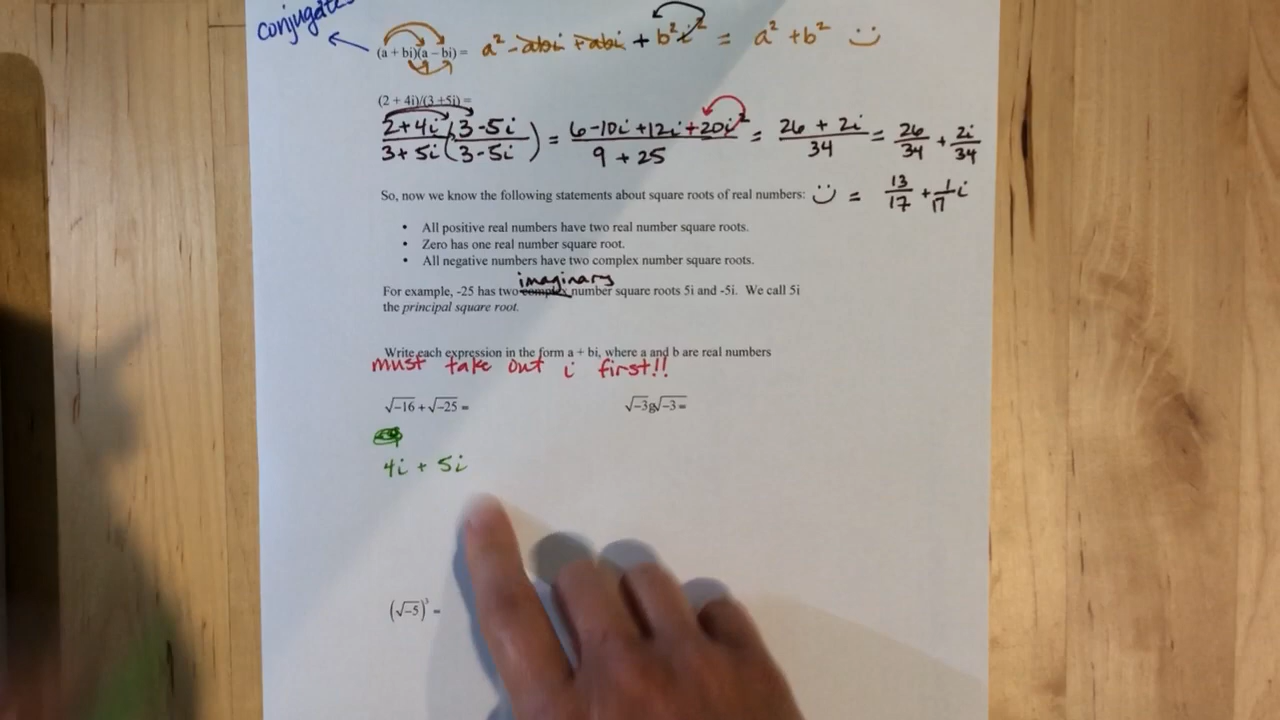 conjugates
(a + bi)(a – bi) = a² - abi + abi + b²i² = a² + b²
(2 + 4i)/(3 +5i) =
2+4i/3+5i (3-5i/3-5i) = 6-10i+12i+20i²/9+25 = 26+2i/34 = 26/34 + 2i/34
So, now we know the following statements about square roots of real numbers: = 13/17 + 1/17 i
• All positive real numbers have two real number square roots.
• Zero has one real number square root.
• All negative numbers have two complex number square roots.
imaginary
For example, -25 has two complex number square roots 5i and -5i. We call 5i
the principal square root.
Write each expression in the form a + bi, where a and b are real numbers
must take out i first!!
√-16 + √-25 = √-3g√-3 =
4i + 5i
(√-5)³ =